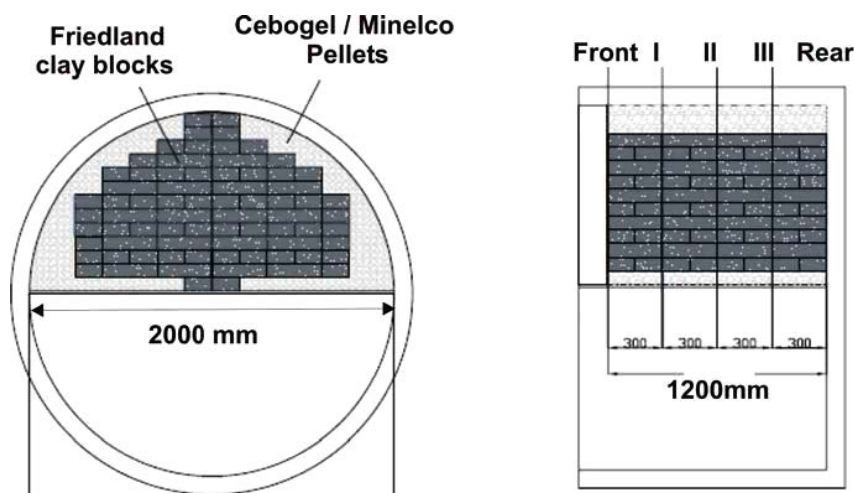 Friedland
clay blocks
Cebogel / Minelco
Pellets
2000 mm
Front I II III Rear
300 300 300 300
1200mm